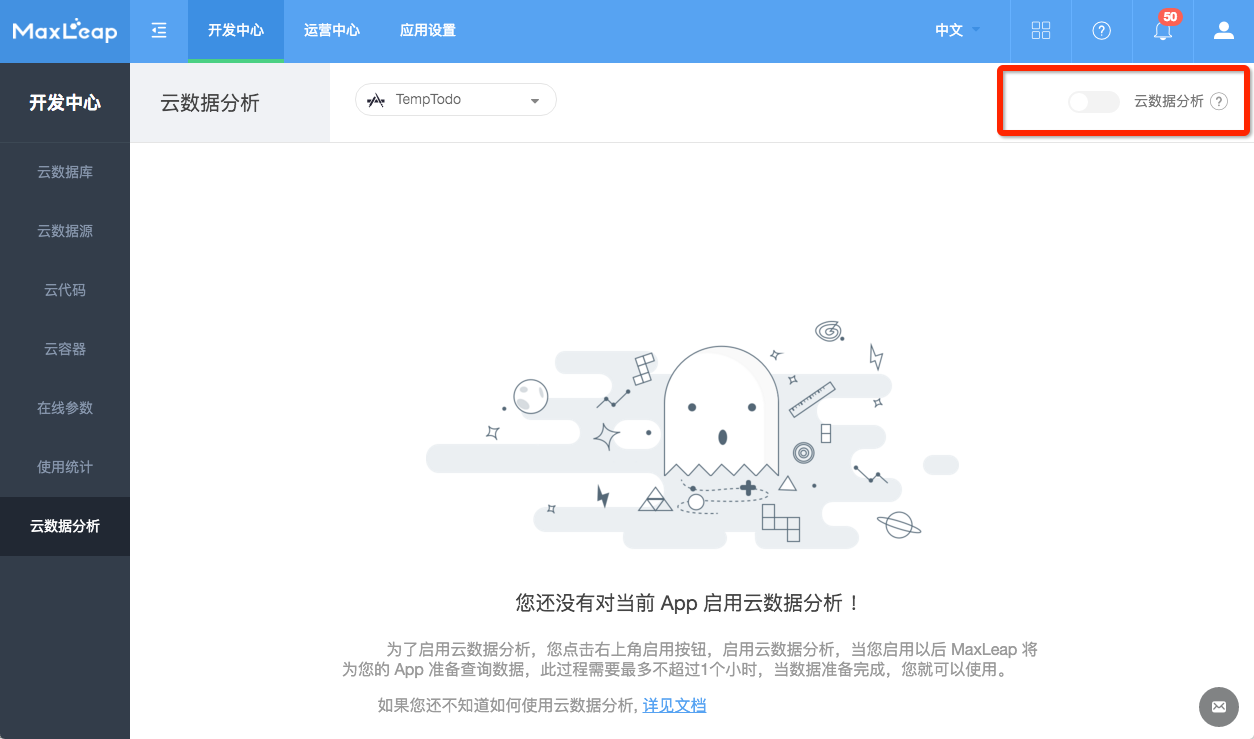 MaxLeap
开发中心
运营中心
应用设置
中文
50
开发中心
云数据分析
TempTodo
云数据分析 ?
云数据库
云数据源
云代码
云容器
在线参数
使用统计
云数据分析
您还没有对当前 App 启用云数据分析！
为了启用云数据分析，您点击右上角启用按钮，启用云数据分析，当您启用以后 MaxLeap 将
为您的 App 准备查询数据，此过程需要最多不超过1个小时，当数据准备完成，您就可以使用。
如果您还不知道如何使用云数据分析, 详见文档